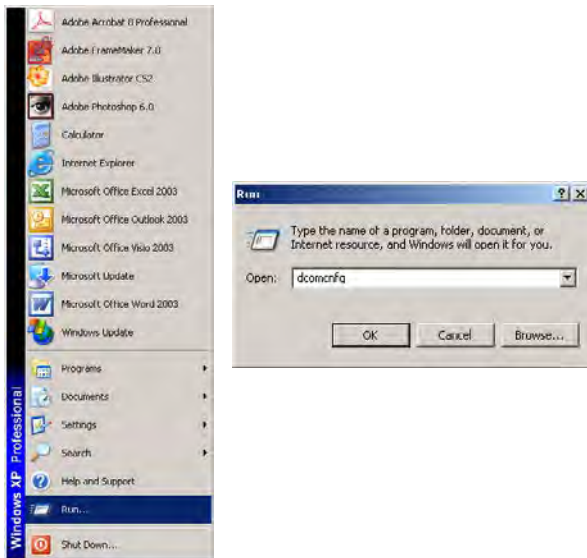 Adobe Acrobat 8 Professional
Adobe FrameMaker 7.0
Adobe Illustrator CS2
Adobe Photoshop 6.0
Calculator
Internet Explorer
Microsoft Office Excel 2003
Microsoft Office Outlook 2003
Microsoft Office Visio 2003
Microsoft Update
Microsoft Office Word 2003
Windows Update
Programs
Documents
Settings
Search
Help and Support
Run...
Shut Down...
Windows XP Professional
Run
Type the name of a program, folder, document, or
Internet resource, and Windows will open it for you.
Open: dcomcnfg
OK Cancel Browse...